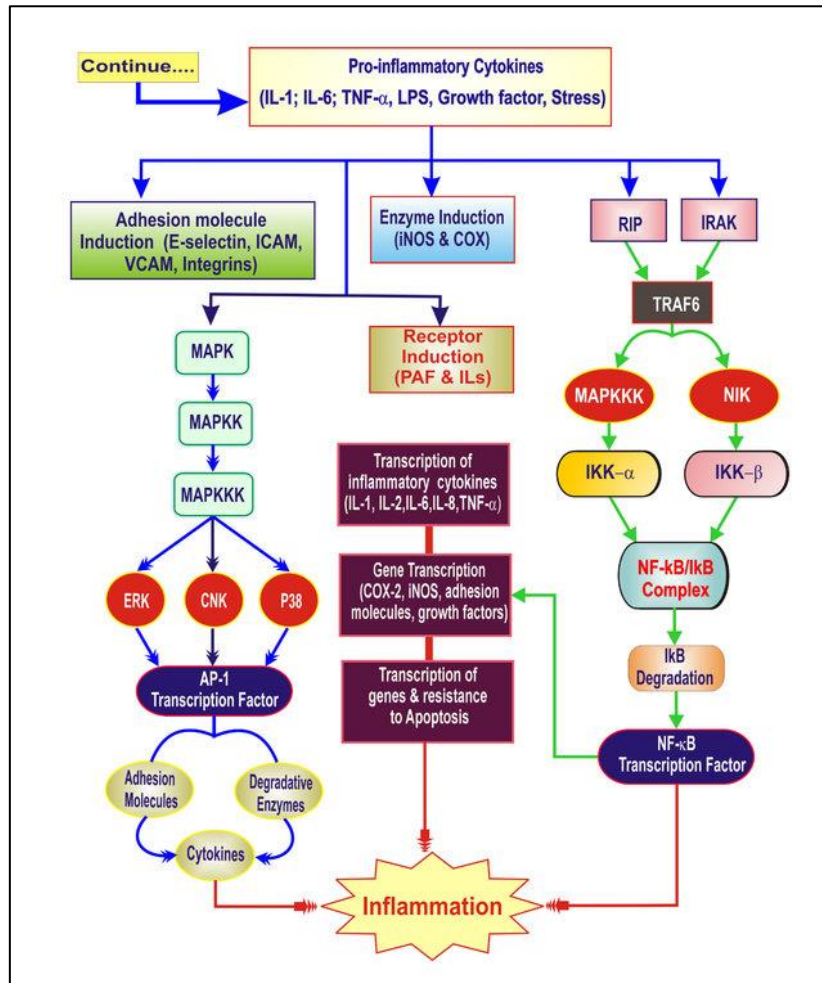 Continue....
Pro-inflammatory Cytokines
(IL-1; IL-6; TNF-α, LPS, Growth factor, Stress)
Adhesion molecule
Induction (E-selectin, ICAM,
VCAM, Integrins)
Enzyme Induction
(iNOS & COX)
RIP
IRAK
TRAF6
MAPK
Receptor
Induction
(PAF & ILs)
MAPKKK
NIK
MAPKK
MAPKKK
Transcription of
inflammatory cytokines
(IL-1, IL-2,IL-6,IL-8,TNF-α)
IKK-α
IKK-β
Gene Transcription
(COX-2, iNOS, adhesion
molecules, growth factors)
NF-kB/IkB
Complex
ERK
CNK
P38
IkB
Degradation
AP-1
Transcription Factor
Transcription of
genes & resistance
to Apoptosis
NF-κB
Transcription Factor
Adhesion
Molecules
Degradative
Enzymes
Cytokines
Inflammation